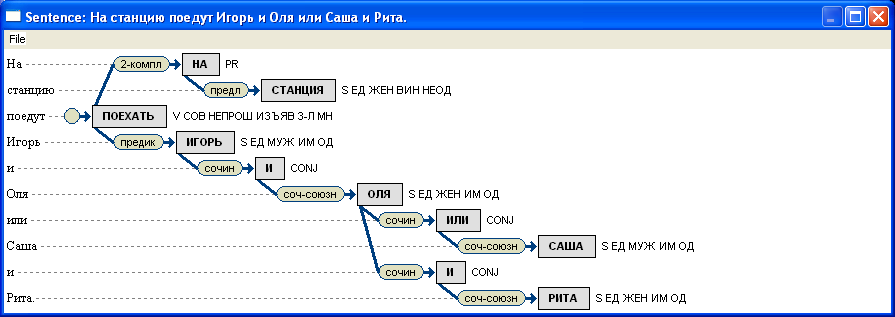 Sentence: На станцию поедут Игорь и Оля или Саша и Рита.
File
На 2-компл НА PR
станцию предл СТАНЦИЯ S ЕД ЖЕН ВИН НЕОД
поедут ПОЕХАТЬ V СОВ НЕПРОШ ИЗЪЯВ 3-Л МН
Игорь предик ИГОРЬ S ЕД МУЖ ИМ ОД
и сочин И CONJ
Оля соч-союзн ОЛЯ S ЕД ЖЕН ИМ ОД
или сочин ИЛИ CONJ
Саша соч-союзн САША S ЕД МУЖ ИМ ОД
и сочин И CONJ
Рита. соч-союзн РИТА S ЕД ЖЕН ИМ ОД